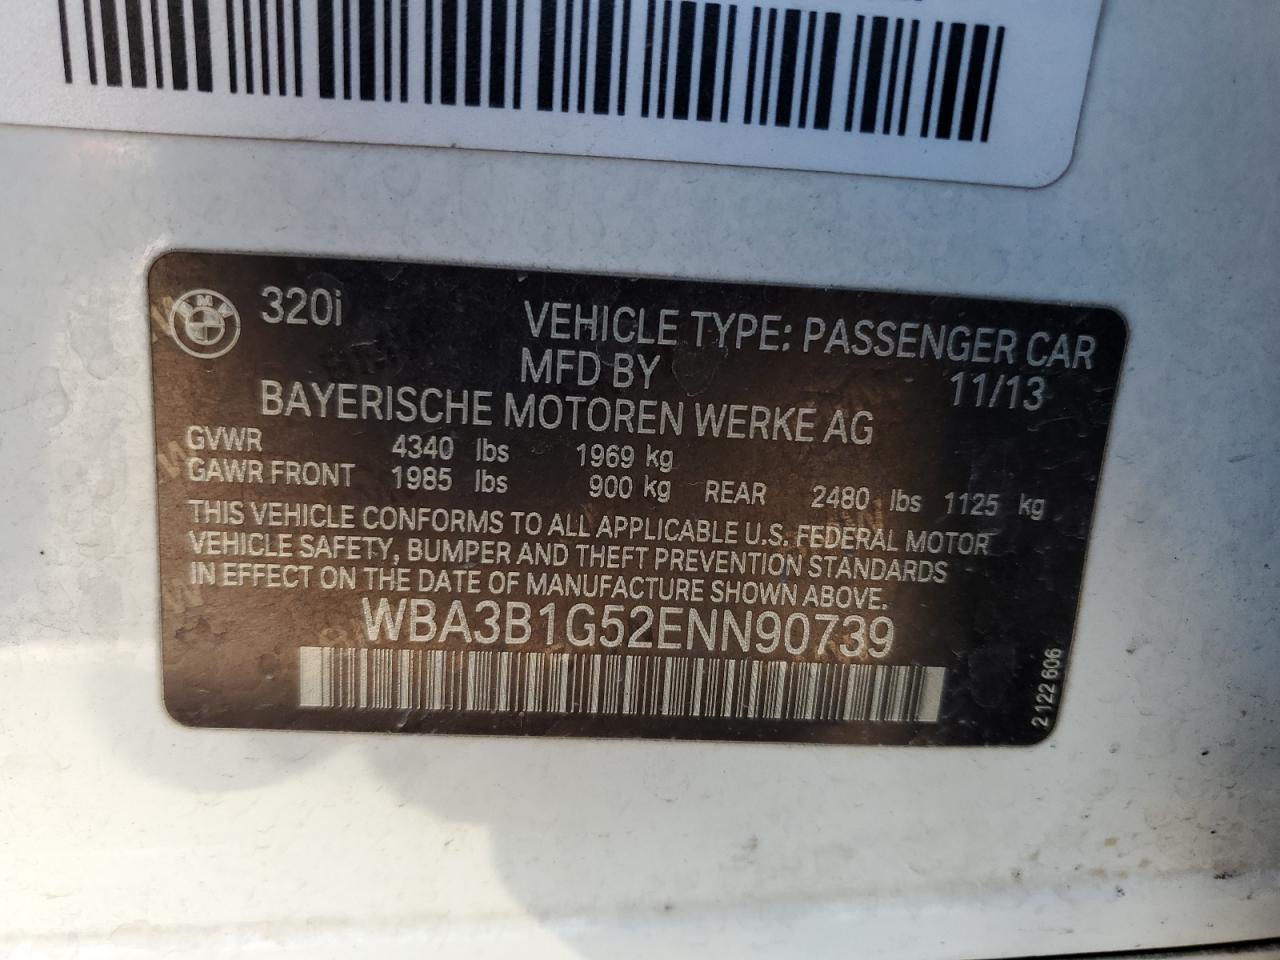 BMW 320i
VEHICLE TYPE: PASSENGER CAR
MFD BY 11/13
BAYERISCHE MOTOREN WERKE AG
GVWR 4340 lbs 1969 kg
GAWR FRONT 1985 lbs 900 kg REAR 2480 lbs 1125 kg
THIS VEHICLE CONFORMS TO ALL APPLICABLE U.S. FEDERAL MOTOR
VEHICLE SAFETY, BUMPER AND THEFT PREVENTION STANDARDS
IN EFFECT ON THE DATE OF MANUFACTURE SHOWN ABOVE.
WBA3B1G52ENN90739
2122 606